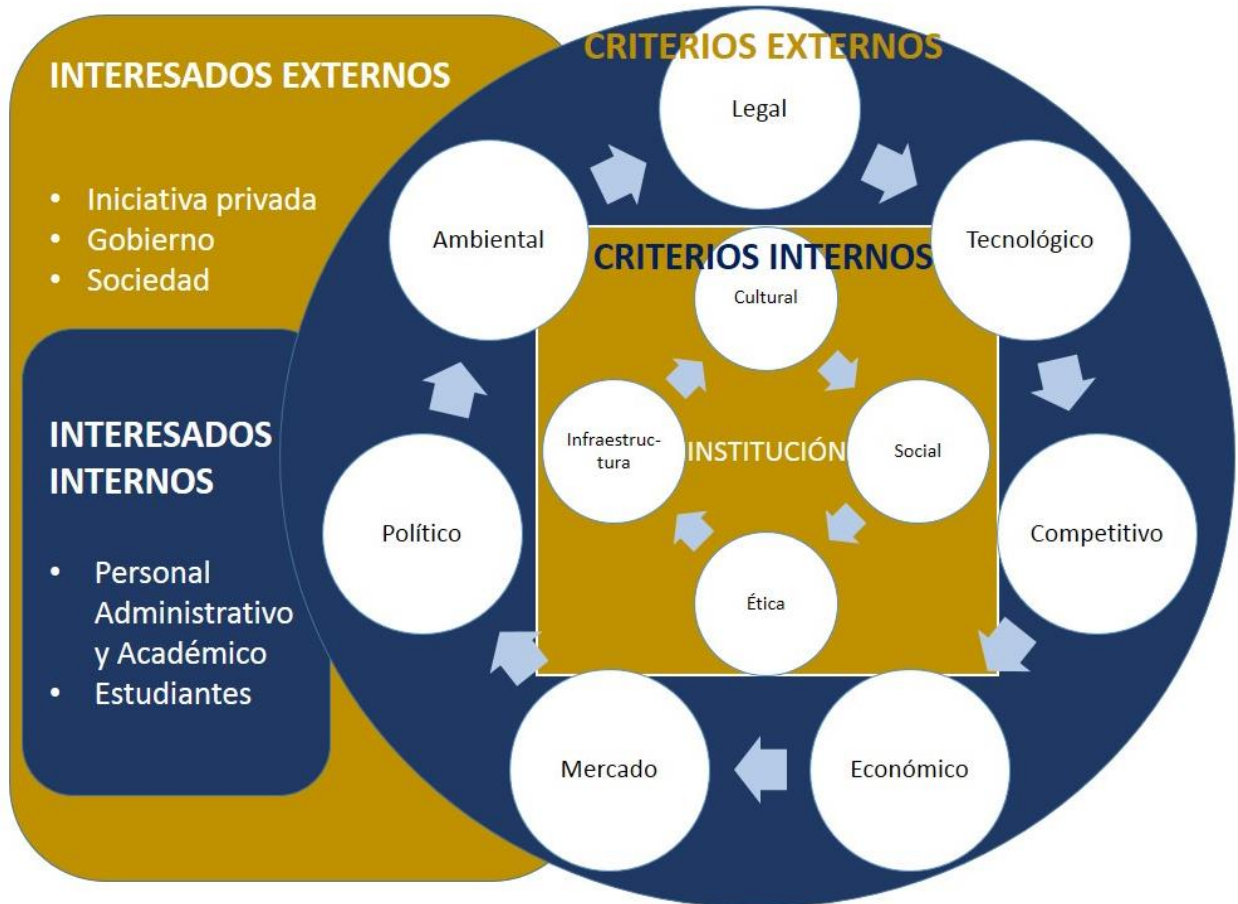 INTERESADOS EXTERNOS
• Iniciativa privada
• Gobierno
• Sociedad
INTERESADOS
INTERNOS
• Personal
Administrativo
y Académico
• Estudiantes
CRITERIOS EXTERNOS
Legal
Tecnológico
Competitivo
Económico
Mercado
Político
Ambiental
CRITERIOS INTERNOS
Cultural
Social
Ética
Infraestruc-
tura
INSTITUCIÓN